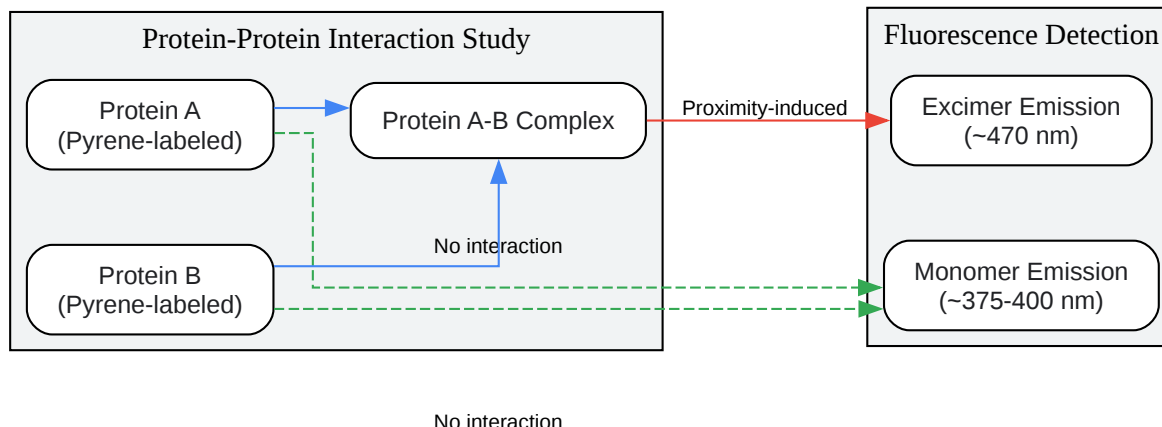 Protein-Protein Interaction Study
Protein A
(Pyrene-labeled)
Protein A-B Complex
No interaction
Protein B
(Pyrene-labeled)
Proximity-induced
Fluorescence Detection
Excimer Emission
(~470 nm)
Monomer Emission
(~375-400 nm)
No interaction